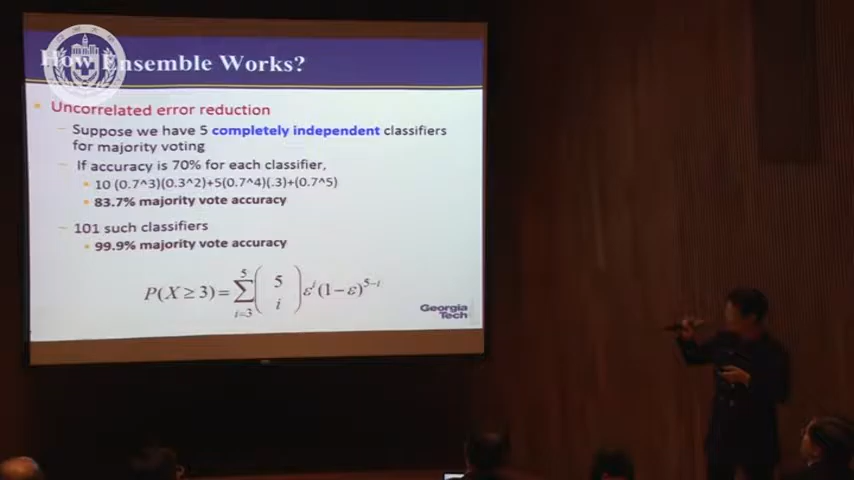 How Ensemble Works?
Uncorrelated error reduction
Suppose we have 5 completely independent classifiers
for majority voting
If accuracy is 70% for each classifier,
10 (0.7^3)(0.3^2)+5(0.7^4)(.3)+(0.7^5)
83.7% majority vote accuracy
101 such classifiers
99.9% majority vote accuracy
P(X ≥ 3) = ∑_{i=3}^{5} (5 i) ε^i (1 − ε)^{5−i}
Georgia
Tech